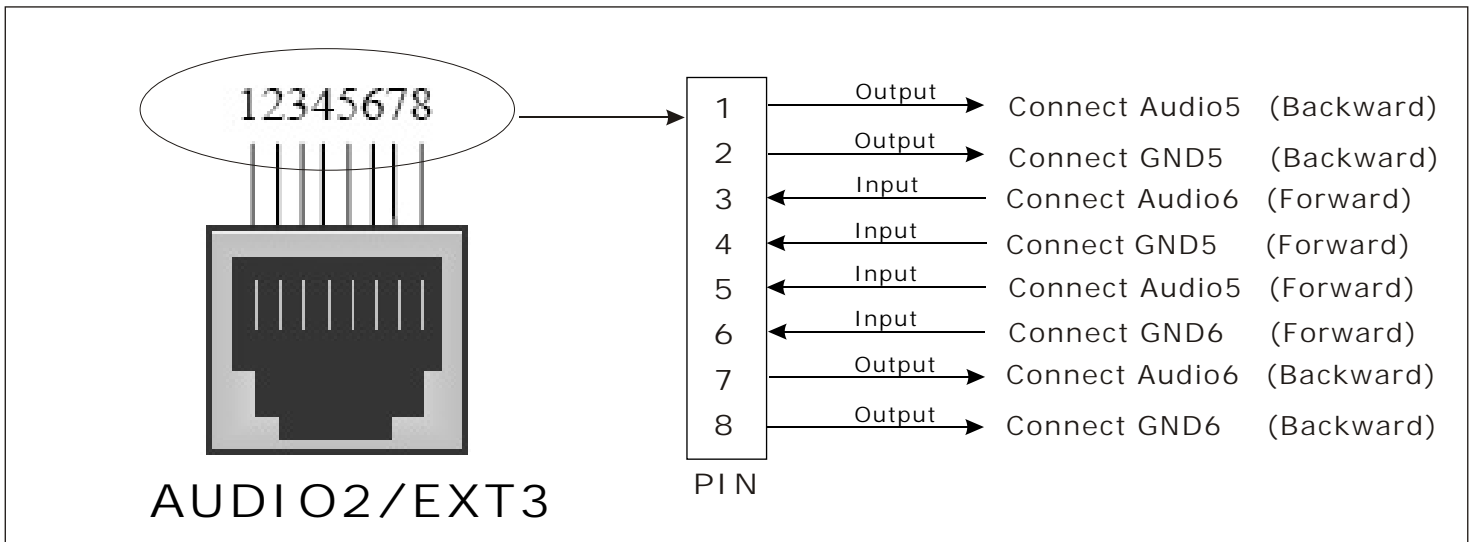 12345678
1 Output Connect Audio5 (Backward)
2 Output Connect GND5 (Backward)
3 Input Connect Audio6 (Forward)
4 Input Connect GND5 (Forward)
5 Input Connect Audio5 (Forward)
6 Input Connect GND6 (Forward)
7 Output Connect Audio6 (Backward)
8 Output Connect GND6 (Backward)
PIN
AUDIO2/EXT3